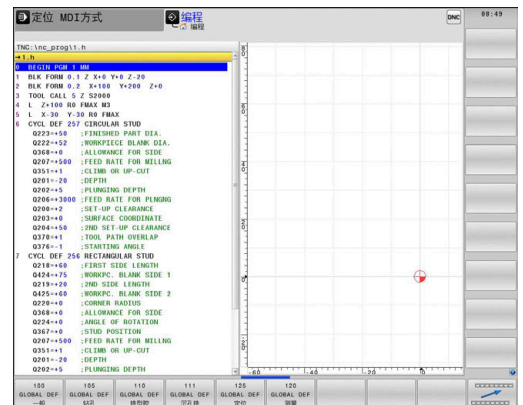 定位 MDI方式
编程
编程
DNC
08:49
TNC:\nc_prog\1.h
→1.h
0 BEGIN PGM 1 MM
1 BLK FORM 0.1 Z X+0 Y+0 Z-20
2 BLK FORM 0.2 X+100 Y+200 Z+0
3 TOOL CALL 5 Z S2000
4 L Z+100 R0 FMAX M3
5 L X-30 Y-30 R0 FMAX
6 CYCL DEF 257 CIRCULAR STUD
Q223=+50 ;FINISHED PART DIA.
Q222=+52 ;WORKPIECE BLANK DIA.
Q368=+0 ;ALLOWANCE FOR SIDE
Q207=+500 ;FEED RATE FOR MILLNG
Q351=+1 ;CLIMB OR UP-CUT
Q201=-20 ;DEPTH
Q202=+5 ;PLUNGING DEPTH
Q206=+3000 ;FEED RATE FOR PLNGNG
Q200=+2 ;SET-UP CLEARANCE
Q203=+0 ;SURFACE COORDINATE
Q204=+50 ;2ND SET-UP CLEARANCE
Q370=+1 ;TOOL PATH OVERLAP
Q376=-1 ;STARTING ANGLE
7 CYCL DEF 256 RECTANGULAR STUD
Q218=+60 ;FIRST SIDE LENGTH
Q424=+75 ;WORKPC. BLANK SIDE 1
Q219=+20 ;2ND SIDE LENGTH
Q425=+60 ;WORKPC. BLANK SIDE 2
Q220=+0 ;CORNER RADIUS
Q368=+0 ;ALLOWANCE FOR SIDE
Q224=+0 ;ANGLE OF ROTATION
Q367=+0 ;STUD POSITION
Q207=+500 ;FEED RATE FOR MILLNG
Q351=+1 ;CLIMB OR UP-CUT
Q201=-20 ;DEPTH
Q202=+5 ;PLUNGING DEPTH
-60 -40 -20 0
100 105 110 111 125 120
GLOBAL DEF GLOBAL DEF GLOBAL DEF GLOBAL DEF GLOBAL DEF GLOBAL DEF
一般 钻孔 定位 测量